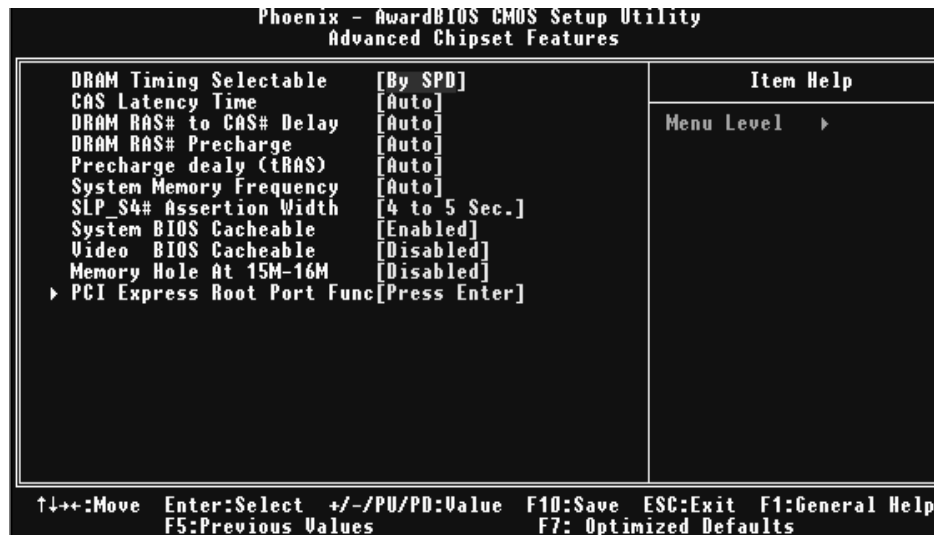 Phoenix - AwardBIOS CMOS Setup Utility
Advanced Chipset Features
DRAM Timing Selectable [By SPD]
CAS Latency Time [Auto]
DRAM RAS# to CAS# Delay [Auto]
DRAM RAS# Precharge [Auto]
Precharge dealy (tRAS) [Auto]
System Memory Frequency [Auto]
SLP_S4# Assertion Width [4 to 5 Sec.]
System BIOS Cacheable [Enabled]
Video BIOS Cacheable [Disabled]
Memory Hole At 15M-16M [Disabled]
▸ PCI Express Root Port Func[Press Enter]
Item Help
Menu Level ▸
↑↓→←:Move Enter:Select +/-/PU/PD:Value F10:Save ESC:Exit F1:General Help
F5:Previous Values F7: Optimized Defaults